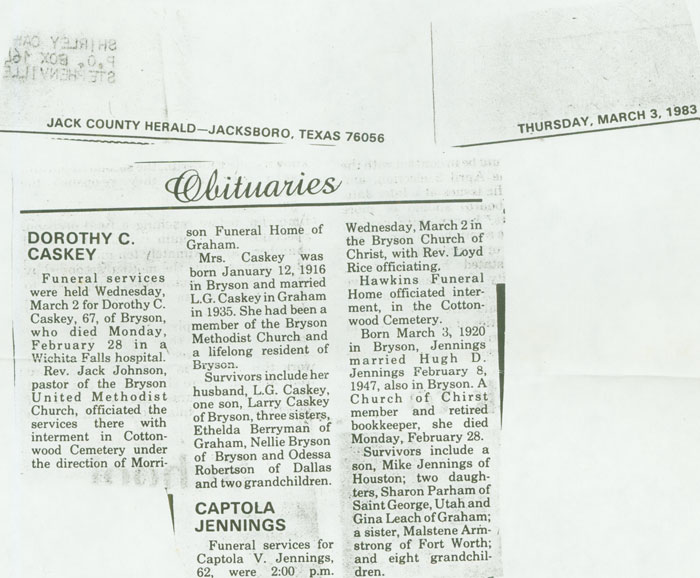 SHIRLEY
P.O. BOX
STEPHENVILLE
JACK COUNTY HERALD—JACKSBORO, TEXAS 76056
THURSDAY, MARCH 3, 1983
Obituaries
DOROTHY C.
CASKEY
Funeral services
were held Wednesday,
March 2 for Dorothy C.
Caskey, 67, of Bryson,
who died Monday,
February 28 in a
Wichita Falls hospital.
Rev. Jack Johnson,
pastor of the Bryson
United Methodist
Church, officiated the
services there with
interment in Cotton-
wood Cemetery under
the direction of Morri-
son Funeral Home of
Graham.
Mrs. Caskey was
born January 12, 1916
in Bryson and married
L.G. Caskey in Graham
in 1935. She had been a
member of the Bryson
Methodist Church and
a lifelong resident of
Bryson.
Survivors include her
husband, L.G. Caskey,
one son, Larry Caskey
of Bryson, three sisters,
Ethelda Berryman of
Graham, Nellie Bryson
of Bryson and Odessa
Robertson of Dallas
and two grandchildren.
CAPTOLA
JENNINGS
Funeral services for
Captola V. Jennings,
62, were 2:00 p.m.
Wednesday, March 2 in
the Bryson Church of
Christ, with Rev. Loyd
Rice officiating.
Hawkins Funeral
Home officiated inter-
ment, in the Cotton-
wood Cemetery.
Born March 3, 1920
in Bryson, Jennings
married Hugh D.
Jennings February 8,
1947, also in Bryson. A
Church of Chirst
member and retired
bookkeeper, she died
Monday, February 28.
Survivors include a
son, Mike Jennings of
Houston; two daugh-
ters, Sharon Parham of
Saint George, Utah and
Gina Leach of Graham;
a sister, Malstene Arm-
strong of Fort Worth;
and eight grandchil-
dren.